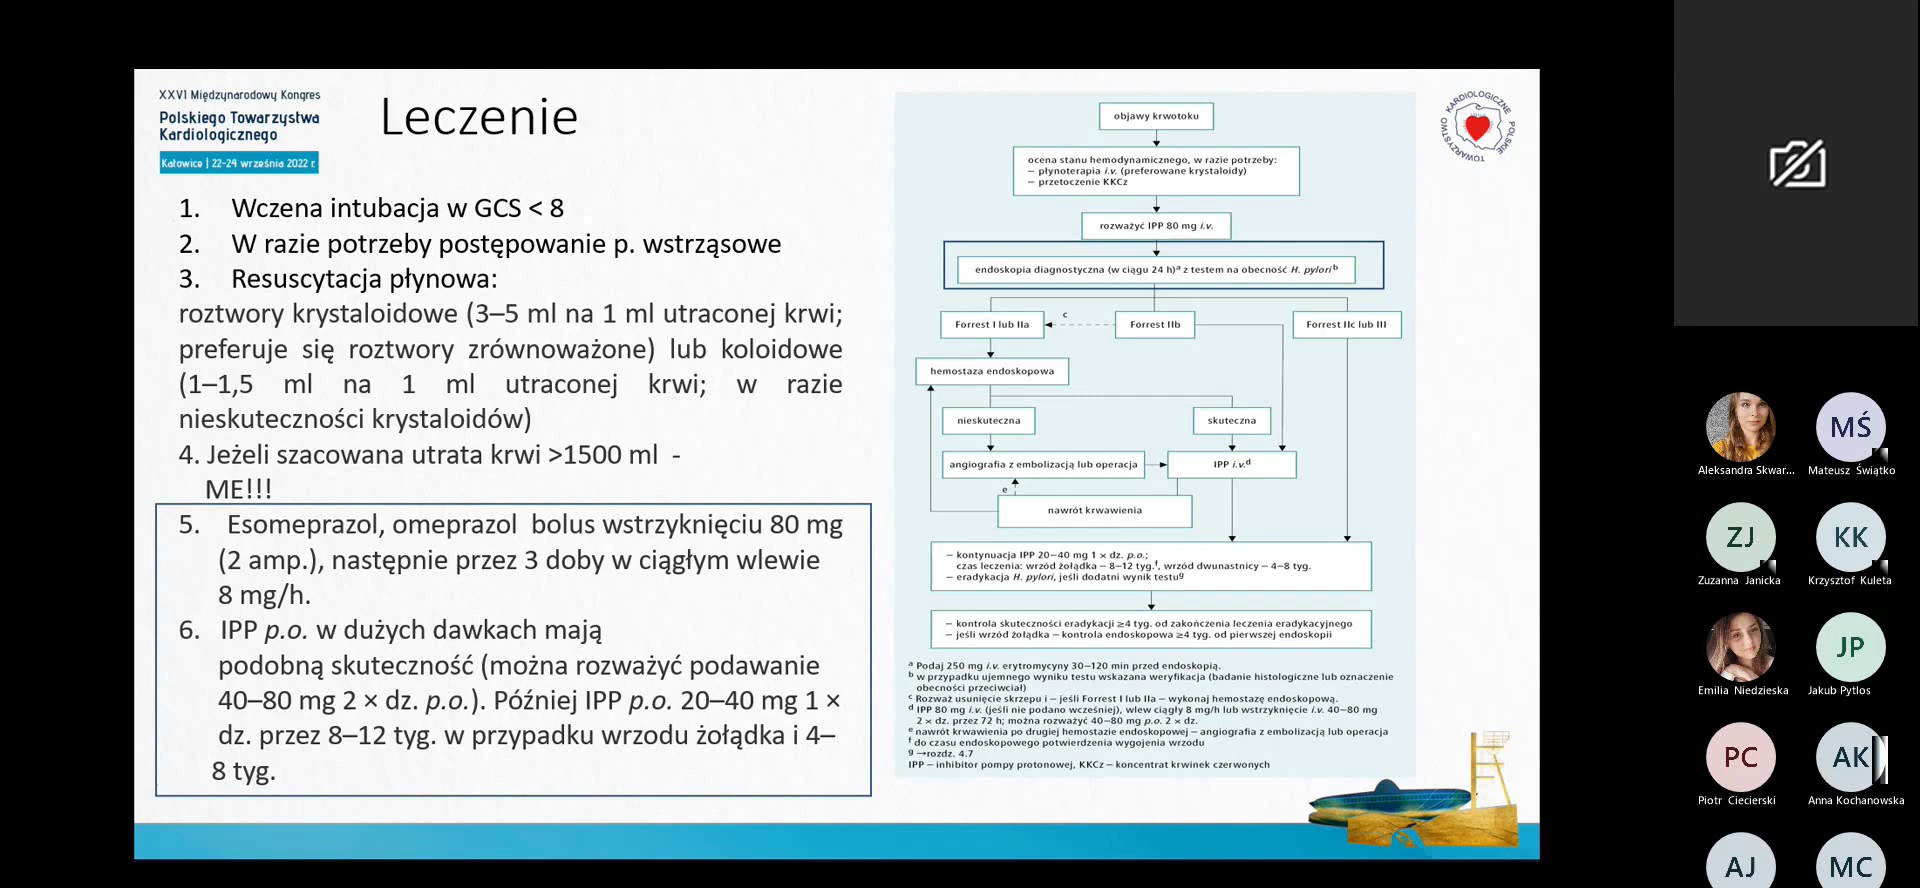 XXVI Międzynarodowy Kongres
Polskiego Towarzystwa
Kardiologicznego
Katowice | 22-24 września 2022 r.
Leczenie
1. Wczena intubacja w GCS < 8
2. W razie potrzeby postępowanie p. wstrząsowe
3. Resuscytacja płynowa:
roztwory krystaloidowe (3–5 ml na 1 ml utraconej krwi;
preferuje się roztwory zrównoważone) lub koloidowe
(1–1,5 ml na 1 ml utraconej krwi; w razie
nieskuteczności krystaloidów)
4. Jeżeli szacowana utrata krwi >1500 ml -
ME!!!
5. Esomeprazol, omeprazol bolus wstrzyknięciu 80 mg
(2 amp.), następnie przez 3 doby w ciągłym wlewie
8 mg/h.
6. IPP p.o. w dużych dawkach mają
podobną skuteczność (można rozważyć podawanie
40–80 mg 2 × dz. p.o.). Później IPP p.o. 20–40 mg 1 ×
dz. przez 8–12 tyg. w przypadku wrzodu żołądka i 4–
8 tyg.
objawy krwotoku
ocena stanu hemodynamicznego, w razie potrzeby:
– płynoterapia i.v. (preferowane krystaloidy)
– przetoczenie KKCz
rozważyć IPP 80 mg i.v.
endoskopia diagnostyczna (w ciągu 24 h)a z testem na obecność H. pylorib
Forrest I lub IIa
c
Forrest IIb
Forrest IIc lub III
hemostaza endoskopowa
nieskuteczna
skuteczna
angiografia z embolizacją lub operacja
IPP i.v.d
e
nawrót krwawienia
– kontynuacja IPP 20–40 mg 1 × dz. p.o.;
czas leczenia: wrzód żołądka – 8–12 tyg.f, wrzód dwunastnicy – 4–8 tyg.
– eradykacja H. pylori, jeśli dodatni wynik testug
– kontrola skuteczności eradykacji ≥4 tyg. od zakończenia leczenia eradykacyjnego
– jeśli wrzód żołądka – kontrola endoskopowa ≥4 tyg. od pierwszej endoskopii
a Podaj 250 mg i.v. erytromycyny 30–120 min przed endoskopią.
b w przypadku ujemnego wyniku testu wskazana weryfikacja (badanie histologiczne lub oznaczenie
obecności przeciwciał)
c Rozważ usunięcie skrzepu i – jeśli Forrest I lub IIa – wykonaj hemostazę endoskopową.
d IPP 80 mg i.v. (jeśli nie podano wcześniej), wlew ciągły 8 mg/h lub wstrzyknięcie i.v. 40–80 mg
2 × dz. przez 72 h; można rozważyć 40–80 mg p.o. 2 × dz.
e nawrót krwawienia po drugiej hemostazie endoskopowej – angiografia z embolizacją lub operacja
f do czasu endoskopowego potwierdzenia wygojenia wrzodu
g →rozdz. 4.7
IPP – inhibitor pompy protonowej, KKCz – koncentrat krwinek czerwonych
POLSKIE TOWARZYSTWO KARDIOLOGICZNE
Aleksandra Skwar...
MŚ
Mateusz Świątko
ZJ
Zuzanna Janicka
KK
Krzysztof Kuleta
Emilia Niedzieska
JP
Jakub Pytlos
PC
Piotr Ciecierski
AK
Anna Kochanowska
AJ
MC